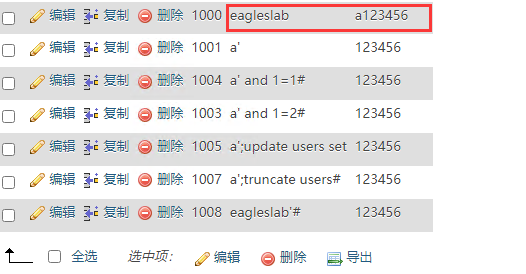 编辑 复制 删除 1000 eagleslab a123456
编辑 复制 删除 1001 a' 123456
编辑 复制 删除 1004 a' and 1=1# 123456
编辑 复制 删除 1003 a' and 1=2# 123456
编辑 复制 删除 1005 a';update users set 123456
编辑 复制 删除 1007 a';truncate users# 123456
编辑 复制 删除 1008 eagleslab'# 123456
全选 选中项: 编辑 删除 导出